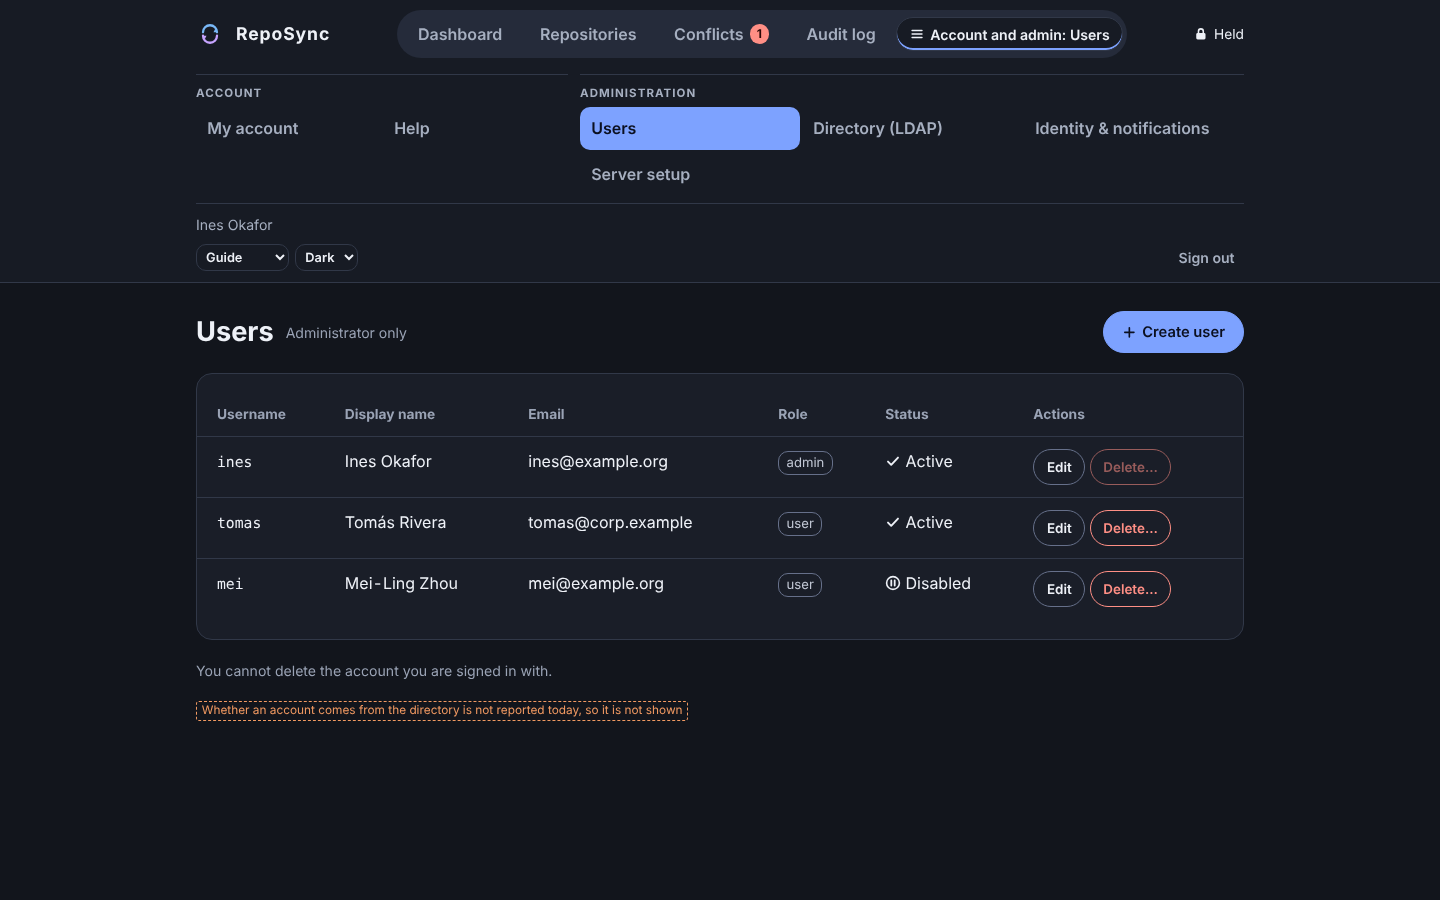 RepoSync
Dashboard Repositories Conflicts 1 Audit log Account and admin: Users
Held
ACCOUNT
My account Help
ADMINISTRATION
Users Directory (LDAP) Identity & notifications
Server setup
Ines Okafor
Guide Dark
Sign out
Users Administrator only
+ Create user
Username Display name Email Role Status Actions
ines Ines Okafor ines@example.org admin Active Edit Delete...
tomas Tomás Rivera tomas@corp.example user Active Edit Delete...
mei Mei-Ling Zhou mei@example.org user Disabled Edit Delete...
You cannot delete the account you are signed in with.
Whether an account comes from the directory is not reported today, so it is not shown